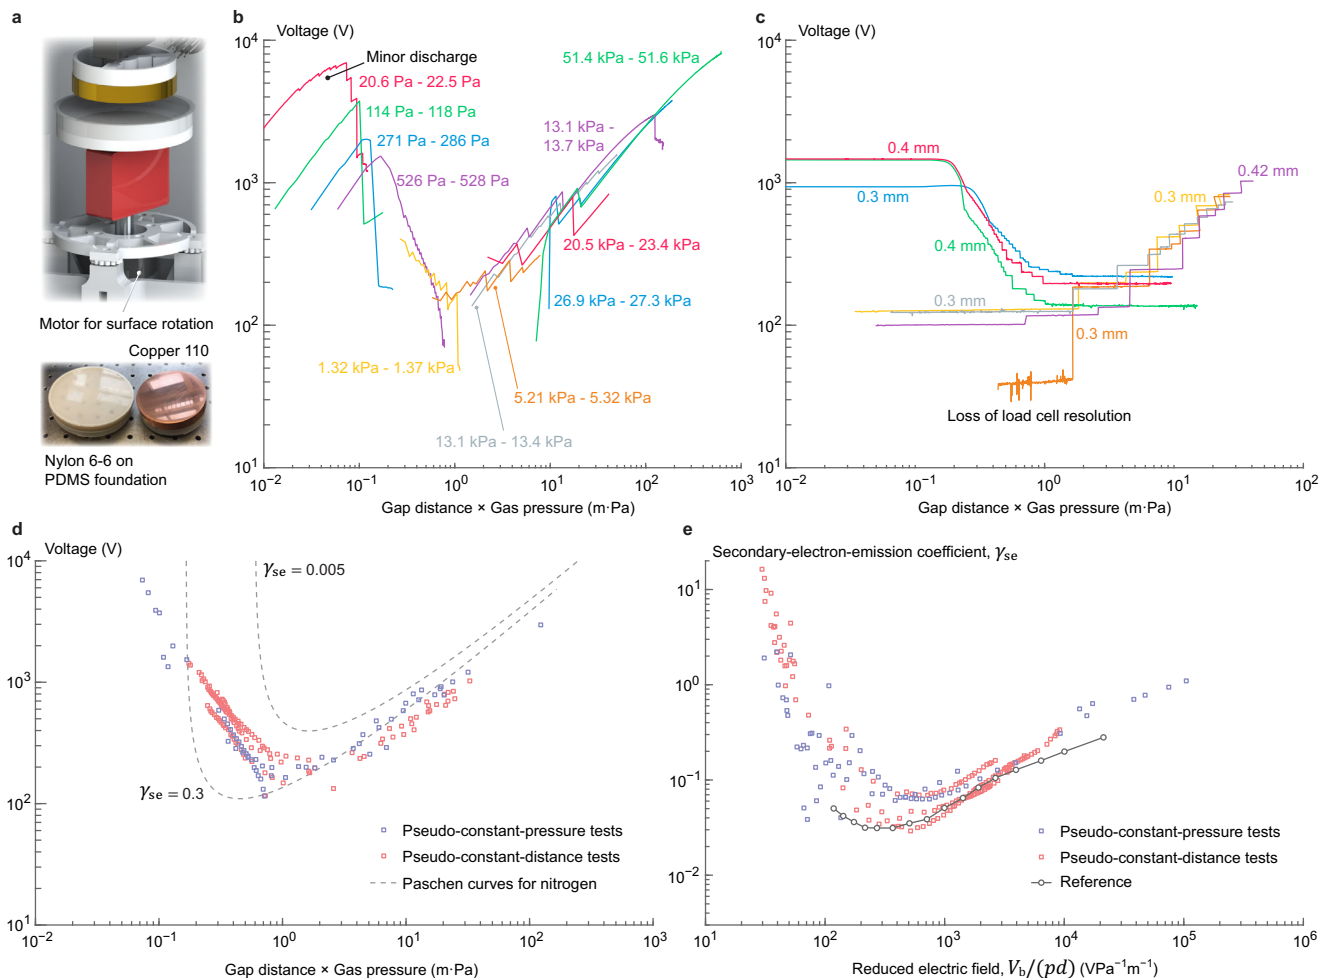 a
Motor for surface rotation
Copper 110
Nylon 6-6 on
PDMS foundation
b
Voltage (V)
10⁴
10³
10²
10¹
Minor discharge
20.6 Pa - 22.5 Pa
114 Pa - 118 Pa
271 Pa - 286 Pa
526 Pa - 528 Pa
1.32 kPa - 1.37 kPa
51.4 kPa - 51.6 kPa
13.1 kPa -
13.7 kPa
20.5 kPa - 23.4 kPa
26.9 kPa - 27.3 kPa
5.21 kPa - 5.32 kPa
13.1 kPa - 13.4 kPa
10⁻² 10⁻¹ 10⁰ 10¹ 10² 10³
Gap distance × Gas pressure (m·Pa)
c
Voltage (V)
10⁴
10³
10²
10¹
0.4 mm
0.3 mm
0.4 mm
0.3 mm
0.3 mm
0.42 mm
0.3 mm
Loss of load cell resolution
10⁻² 10⁻¹ 10⁰ 10¹ 10²
Gap distance × Gas pressure (m·Pa)
d
Voltage (V)
10⁴
10³
10²
10¹
γse = 0.005
γse = 0.3
Pseudo-constant-pressure tests
Pseudo-constant-distance tests
Paschen curves for nitrogen
10⁻² 10⁻¹ 10⁰ 10¹ 10² 10³
Gap distance × Gas pressure (m·Pa)
e
Secondary-electron-emission coefficient, γse
10¹
10⁰
10⁻¹
10⁻²
Pseudo-constant-pressure tests
Pseudo-constant-distance tests
Reference
10¹ 10² 10³ 10⁴ 10⁵ 10⁶
Reduced electric field, Vb/(pd) (VPa⁻¹m⁻¹)